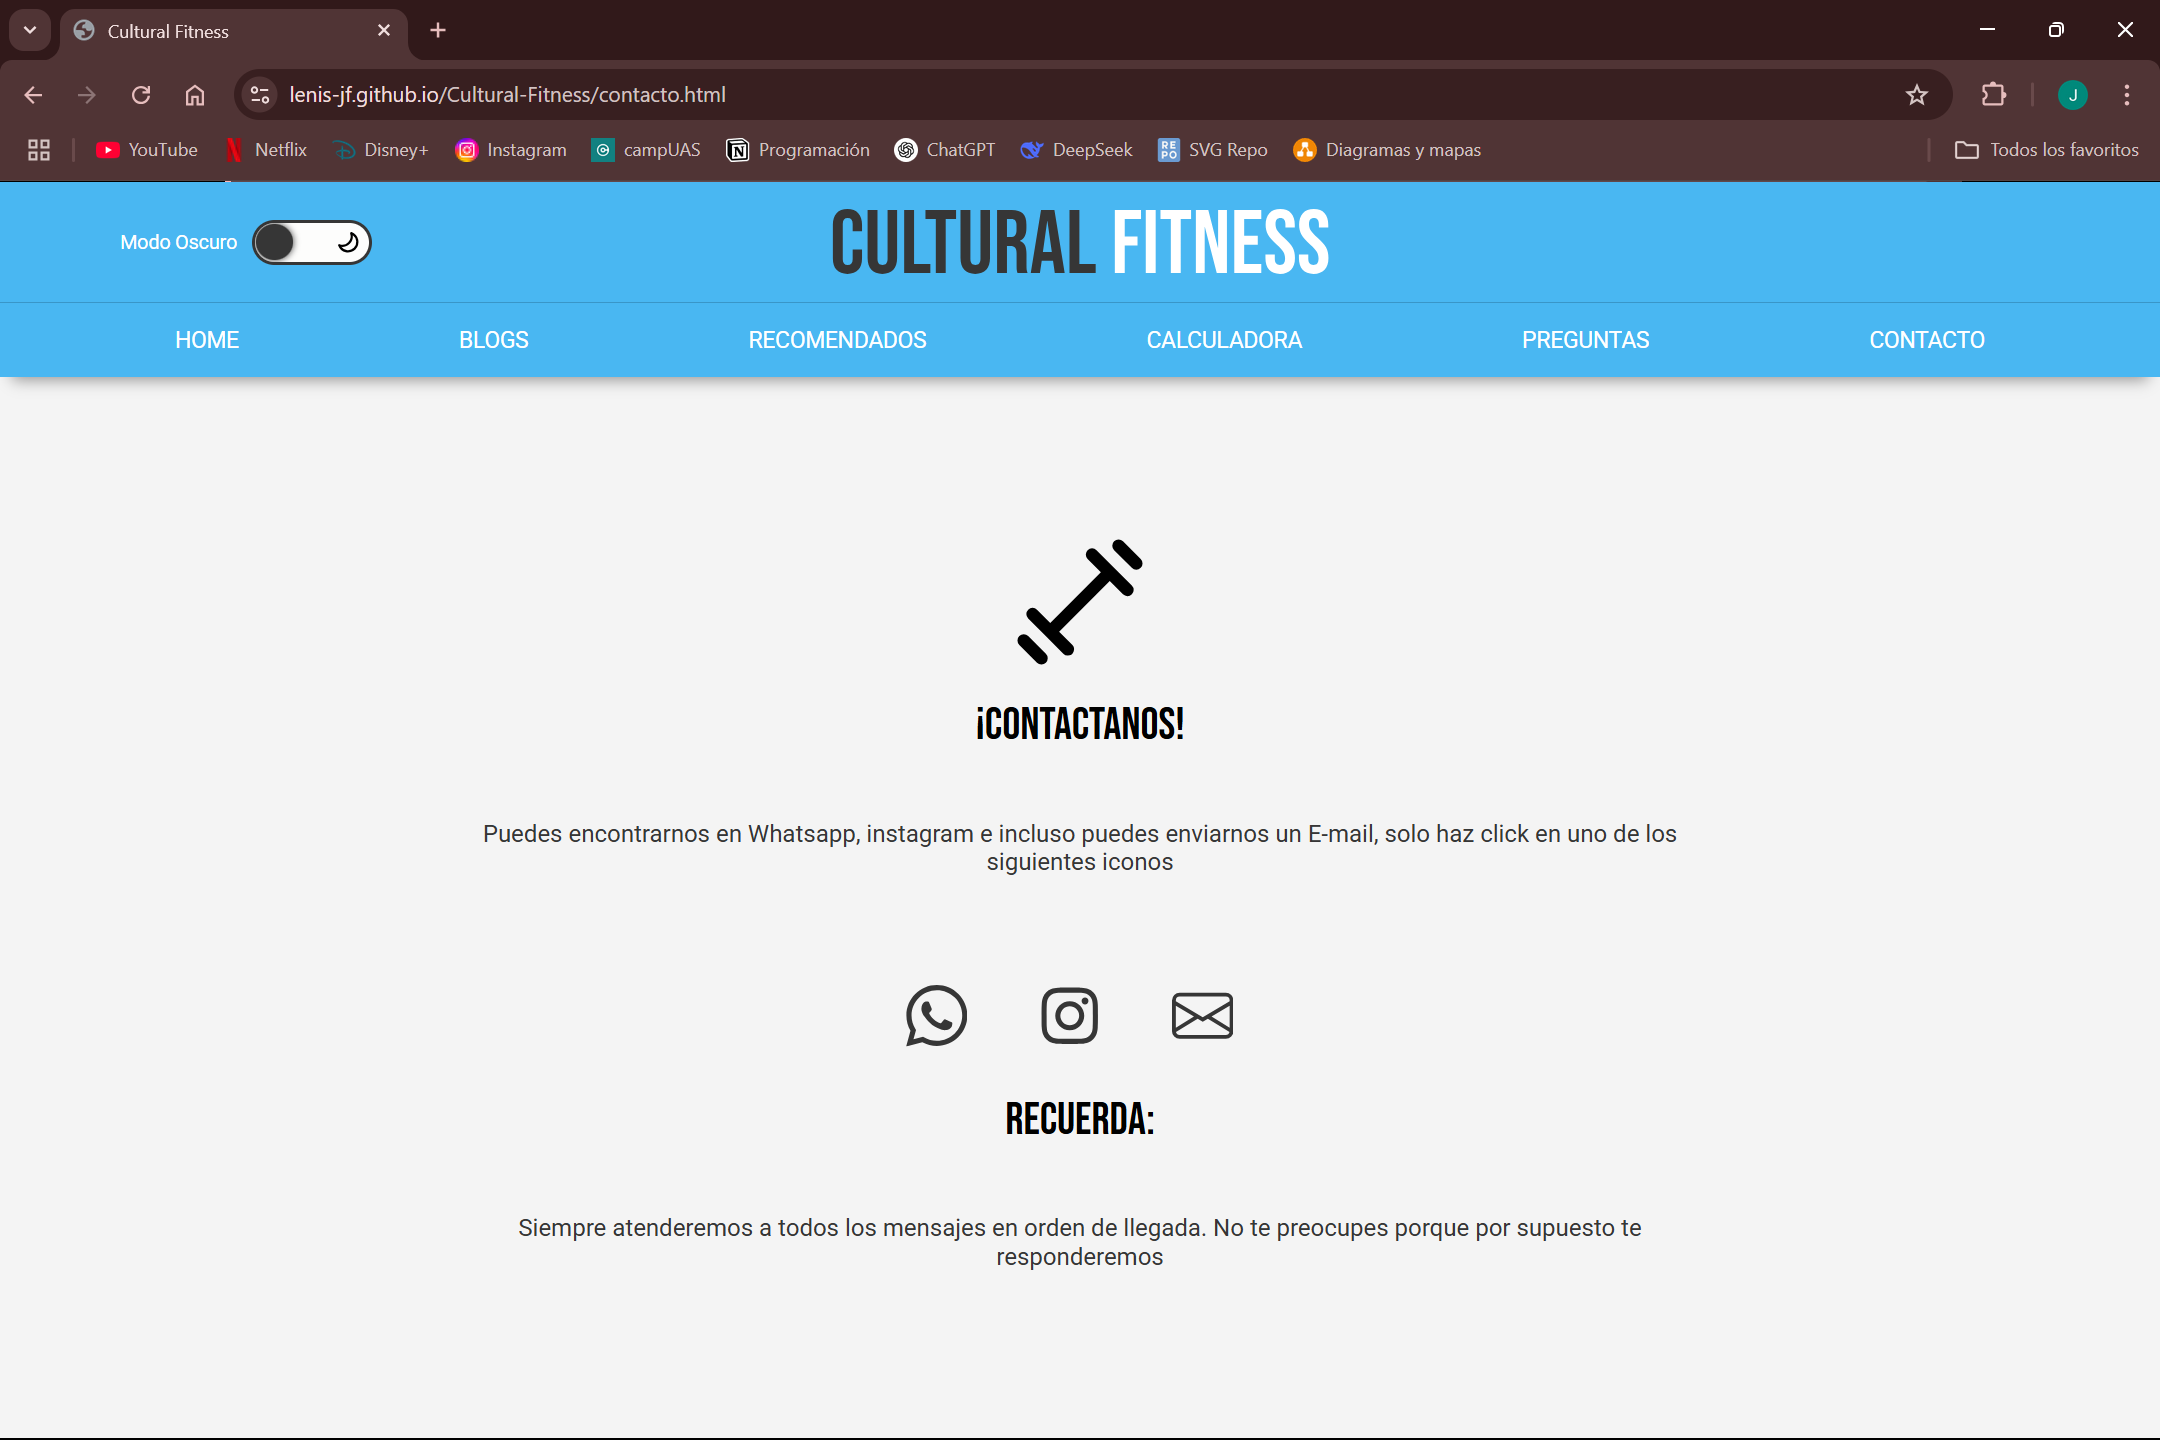 Cultural Fitness
lenis-jf.github.io/Cultural-Fitness/contacto.html
J
YouTube Netflix Disney+ Instagram campUAS Programación ChatGPT DeepSeek SVG Repo Diagramas y mapas Todos los favoritos
Modo Oscuro
CULTURAL FITNESS
HOME BLOGS RECOMENDADOS CALCULADORA PREGUNTAS CONTACTO
¡CONTACTANOS!
Puedes encontrarnos en Whatsapp, instagram e incluso puedes enviarnos un E-mail, solo haz click en uno de los
siguientes iconos
RECUERDA:
Siempre atenderemos a todos los mensajes en orden de llegada. No te preocupes porque por supuesto te
responderemos